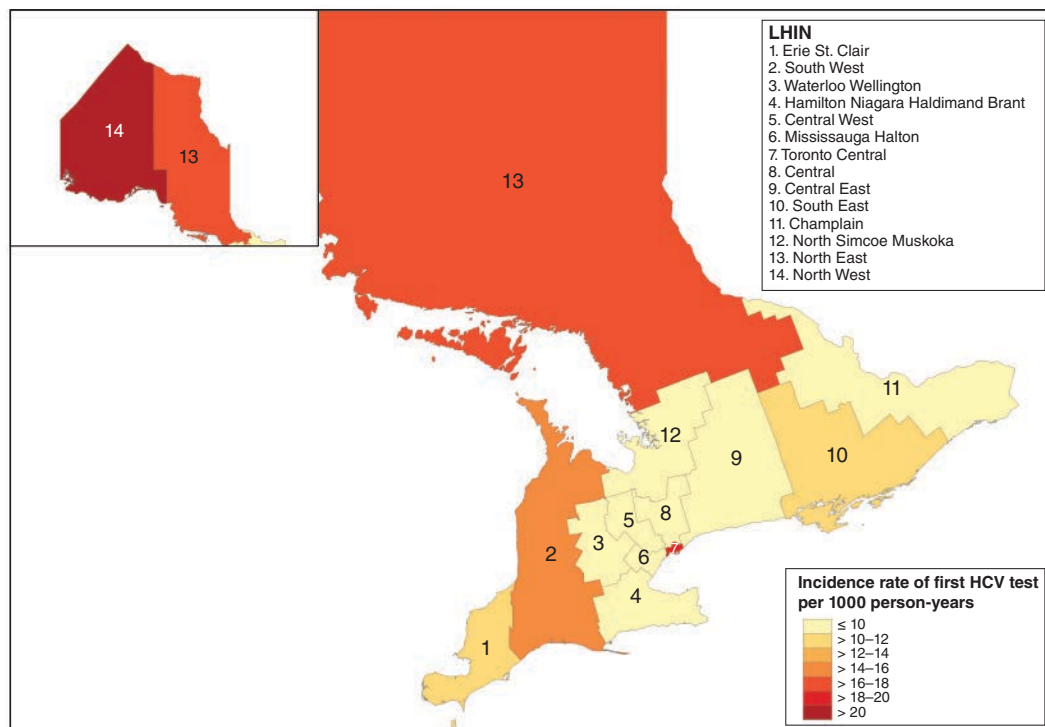 LHIN
1. Erie St. Clair
2. South West
3. Waterloo Wellington
4. Hamilton Niagara Haldimand Brant
5. Central West
6. Mississauga Halton
7. Toronto Central
8. Central
9. Central East
10. South East
11. Champlain
12. North Simcoe Muskoka
13. North East
14. North West
14
13
13
11
12
10
9
8
5
7
3
2
6
4
1
Incidence rate of first HCV test
per 1000 person-years
≤ 10
> 10–12
> 12–14
> 14–16
> 16–18
> 18–20
> 20